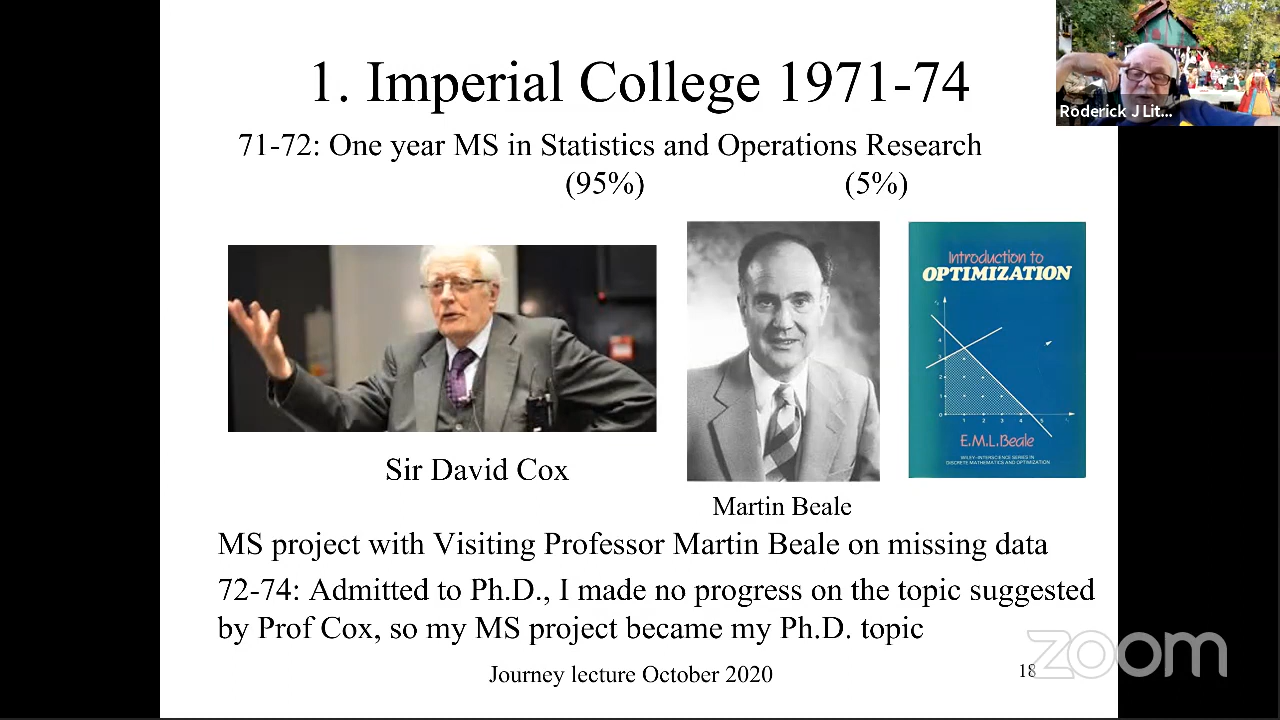 1. Imperial College 1971-74
Roderick J Lit...
71-72: One year MS in Statistics and Operations Research
(95%) (5%)
Introduction to
OPTIMIZATION
E.M.L. Beale
WILEY-INTERSCIENCE SERIES IN
DISCRETE MATHEMATICS AND OPTIMIZATION
Sir David Cox
Martin Beale
MS project with Visiting Professor Martin Beale on missing data
72-74: Admitted to Ph.D., I made no progress on the topic suggested
by Prof Cox, so my MS project became my Ph.D. topic
Journey lecture October 2020
18
zoom